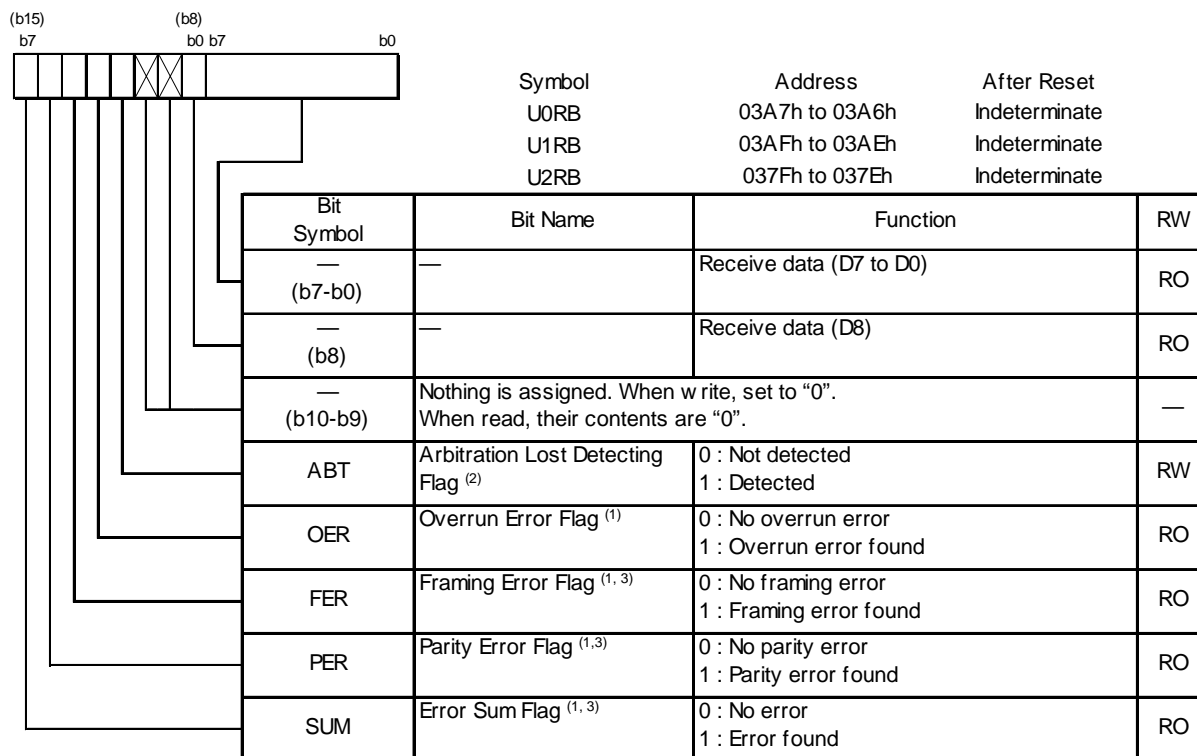 (b15) (b8)
b7 b0 b7 b0
Symbol Address After Reset
U0RB 03A7h to 03A6h Indeterminate
U1RB 03AFh to 03AEh Indeterminate
U2RB 037Fh to 037Eh Indeterminate
Bit
Symbol
Bit Name
Function
RW
—
(b7-b0)
—
Receive data (D7 to D0)
RO
—
(b8)
—
Receive data (D8)
RO
—
(b10-b9)
Nothing is assigned. When w rite, set to “0”.
When read, their contents are “0”.
—
ABT
Arbitration Lost Detecting
Flag (2)
0 : Not detected
1 : Detected
RW
OER
Overrun Error Flag (1)
0 : No overrun error
1 : Overrun error found
RO
FER
Framing Error Flag (1, 3)
0 : No framing error
1 : Framing error found
RO
PER
Parity Error Flag (1,3)
0 : No parity error
1 : Parity error found
RO
SUM
Error Sum Flag (1, 3)
0 : No error
1 : Error found
RO